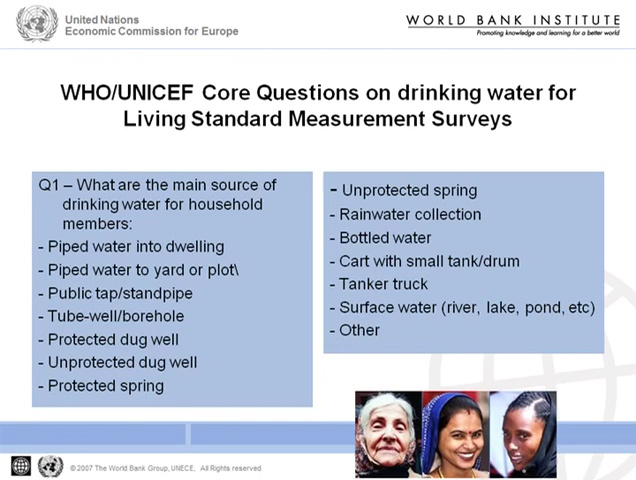 United Nations
Economic Commission for Europe
WORLD BANK INSTITUTE
Promoting knowledge and learning for a better world
WHO/UNICEF Core Questions on drinking water for
Living Standard Measurement Surveys
Q1 – What are the main source of
drinking water for household
members:
- Piped water into dwelling
- Piped water to yard or plot\
- Public tap/standpipe
- Tube-well/borehole
- Protected dug well
- Unprotected dug well
- Protected spring
- Unprotected spring
- Rainwater collection
- Bottled water
- Cart with small tank/drum
- Tanker truck
- Surface water (river, lake, pond, etc)
- Other
© 2007 The World Bank Group, UNECE, All Rights reserved